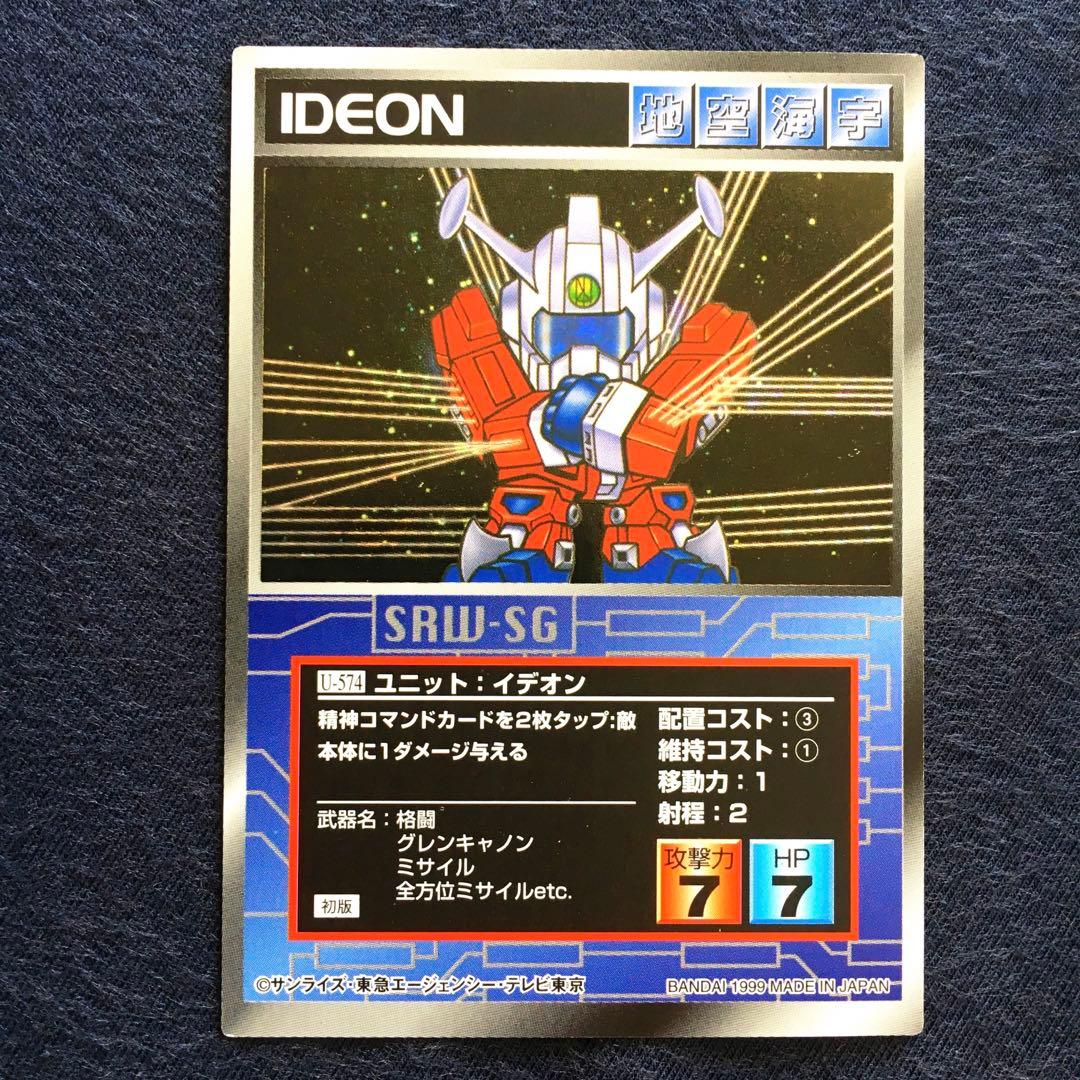 IDEON
地空海宇
SRW-SG
U-574 ユニット:イデオン
精神コマンドカードを2枚タップ:敵
本体に1ダメージ与える
配置コスト:③
維持コスト:①
移動力:1
射程:2
武器名:格闘
グレンキャノン
ミサイル
全方位ミサイルetc.
攻撃力
7
HP
7
初版
©サンライズ・東急エージェンシー・テレビ東京
BANDAI 1999 MADE IN JAPAN